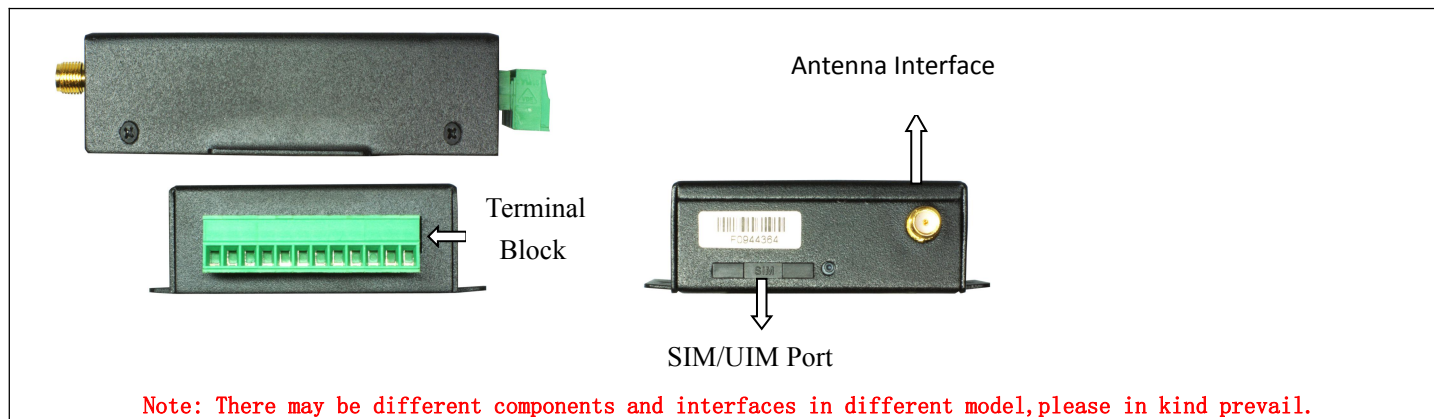 Antenna Interface
Terminal
Block
F0944364
SIM
SIM/UIM Port
Note: There may be different components and interfaces in different model,please in kind prevail.